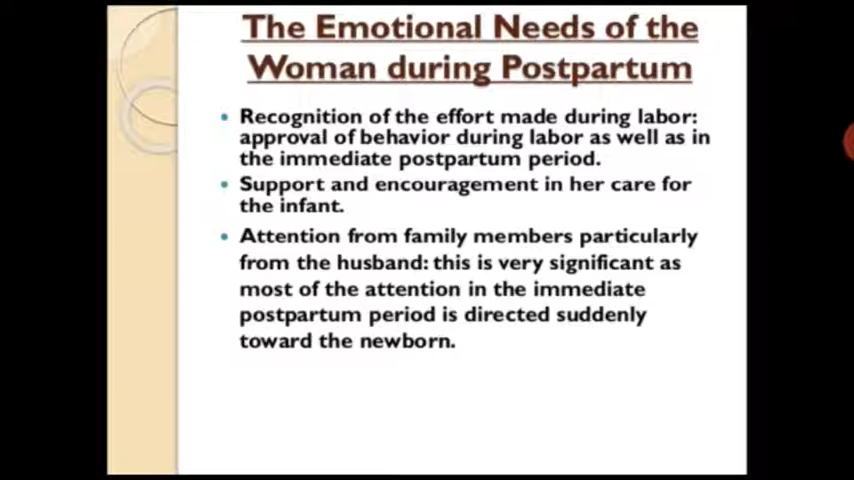 The Emotional Needs of the
Woman during Postpartum
• Recognition of the effort made during labor:
approval of behavior during labor as well as in
the immediate postpartum period.
• Support and encouragement in her care for
the infant.
• Attention from family members particularly
from the husband: this is very significant as
most of the attention in the immediate
postpartum period is directed suddenly
toward the newborn.